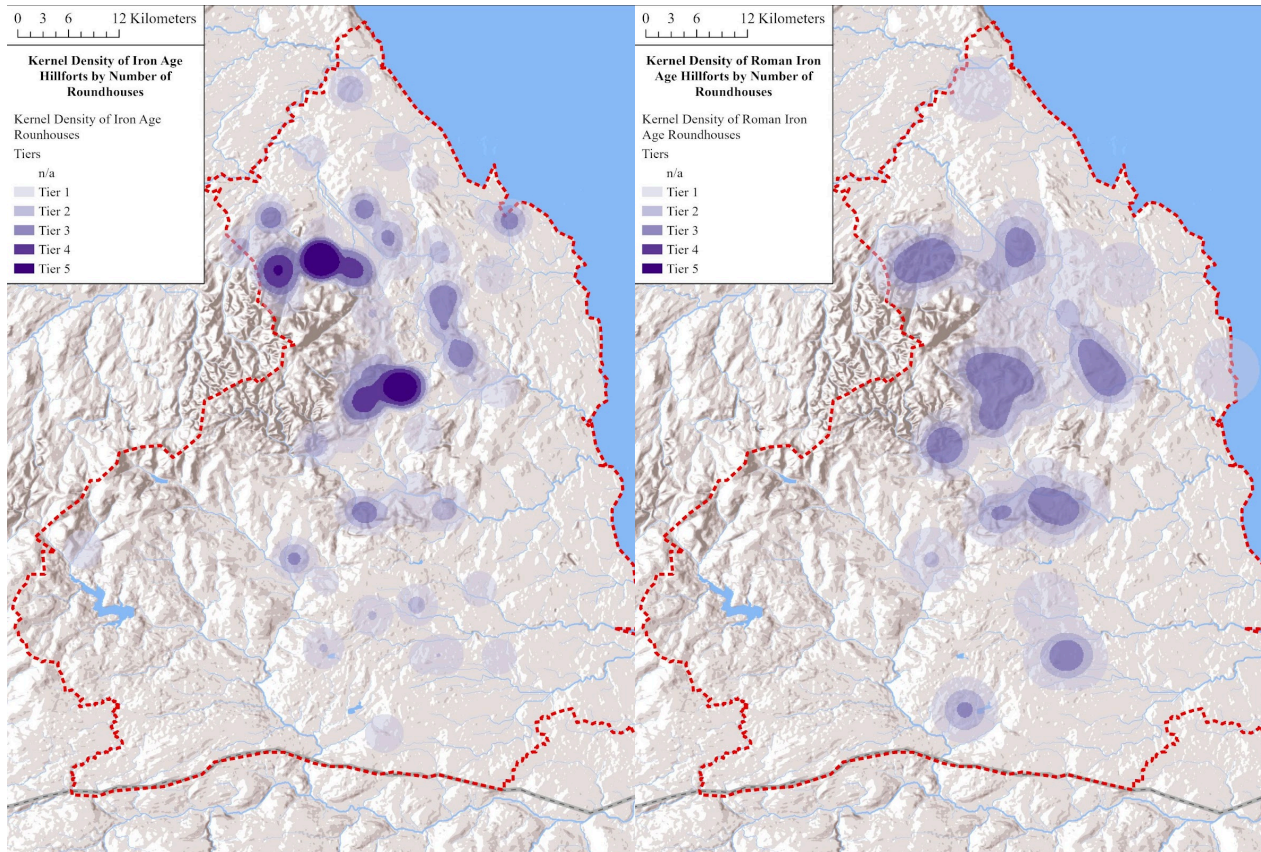 0 3 6 12 Kilometers
Kernel Density of Iron Age
Hillforts by Number of
Roundhouses
Kernel Density of Iron Age
Rounhouses
Tiers
n/a
Tier 1
Tier 2
Tier 3
Tier 4
Tier 5
0 3 6 12 Kilometers
Kernel Density of Roman Iron
Age Hillforts by Number of
Roundhouses
Kernel Density of Roman Iron
Age Roundhouses
Tiers
n/a
Tier 1
Tier 2
Tier 3
Tier 4
Tier 5